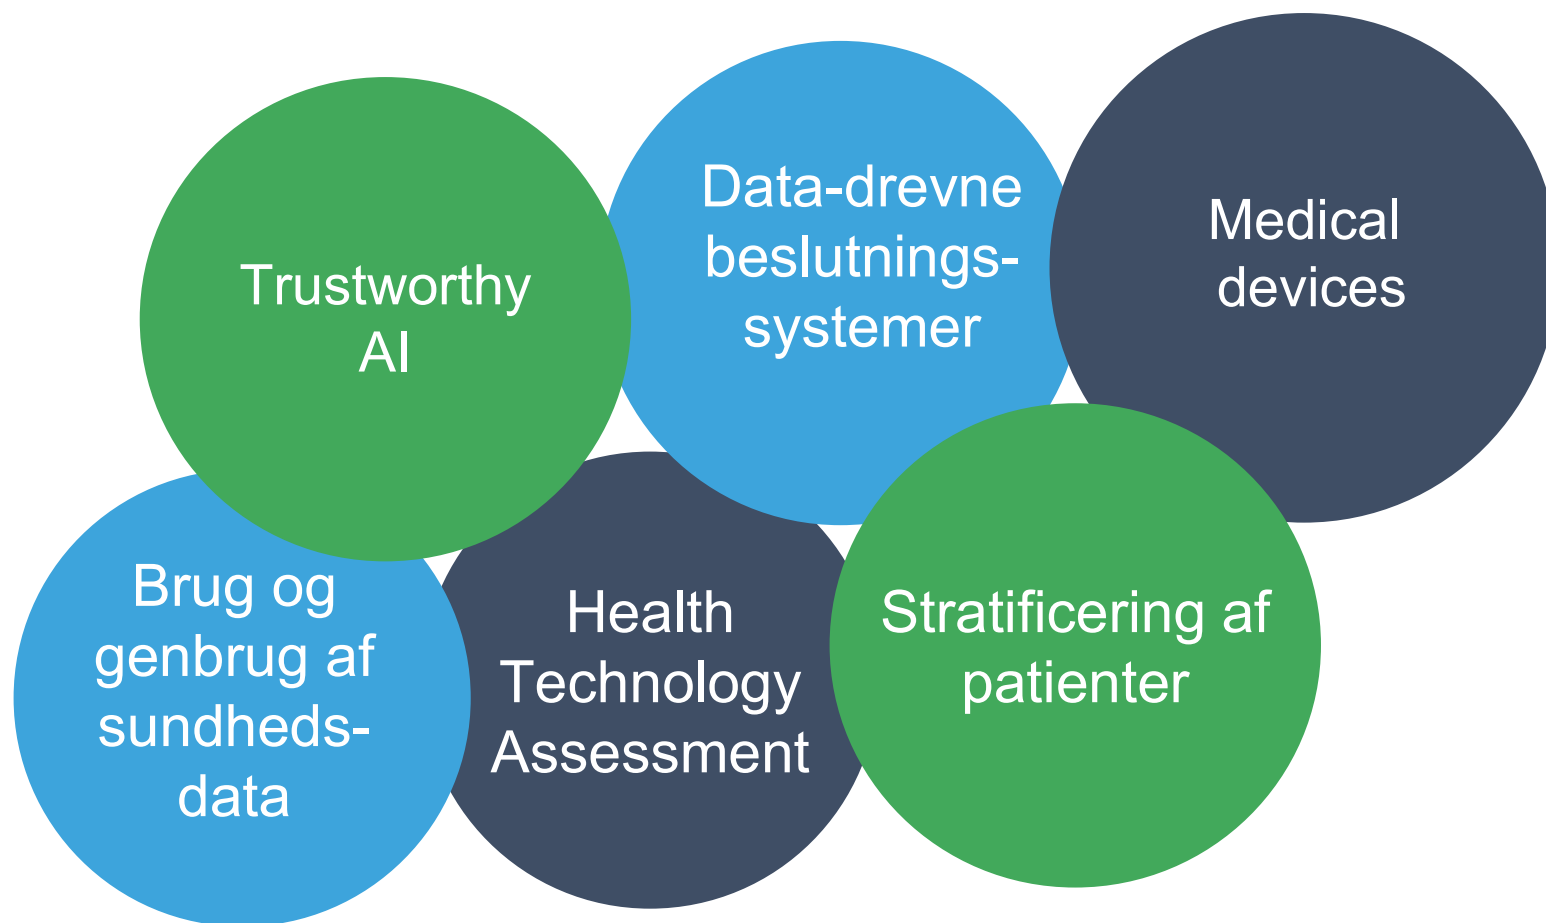 Trustworthy
AI
Data-drevne
beslutnings-
systemer
Medical
devices
Brug og
genbrug af
sundheds-
data
Health
Technology
Assessment
Stratificering af
patienter